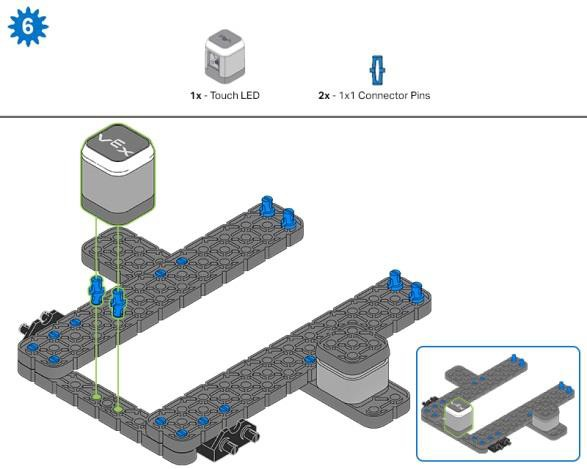 6
1x - Touch LED
2x - 1x1 Connector Pins
VEX